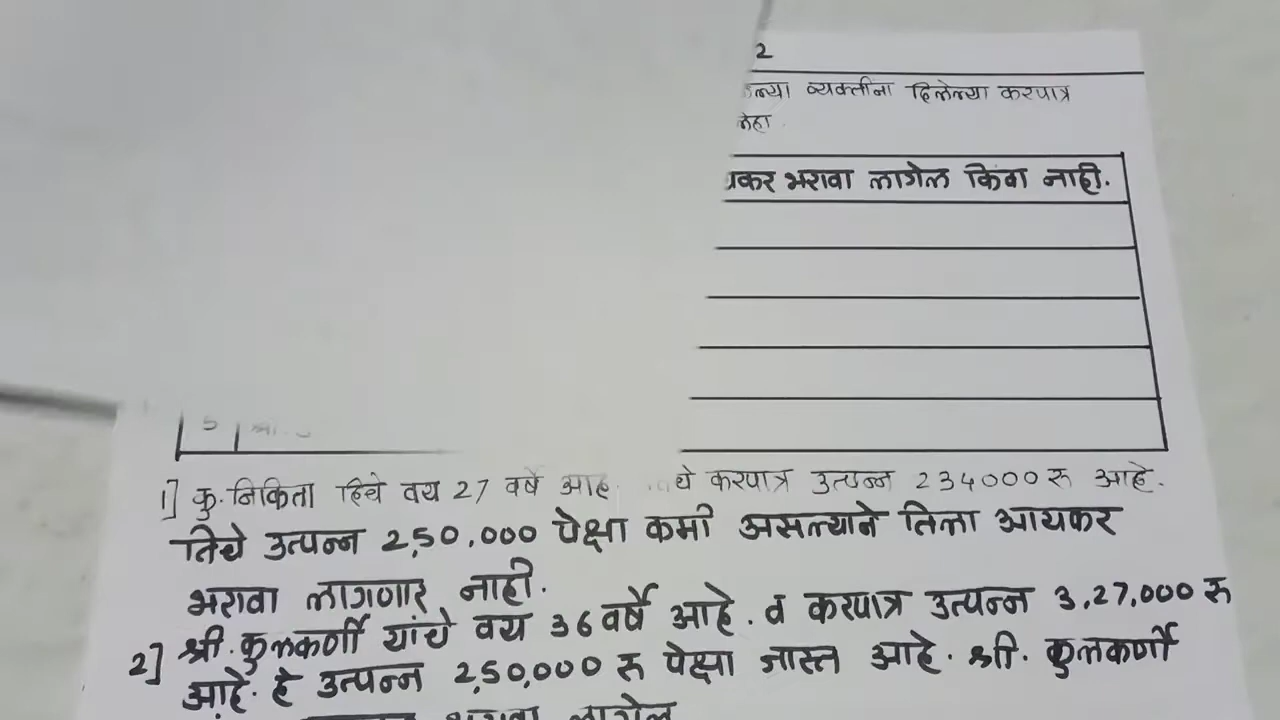 2
व्यक्तींना दिलेल्या करपात्र
भरावा लागेल किंवा नाही.
5
1] कु. निकिता हिचे वय 27 वर्षे आहे. करपात्र उत्पन्न 234000 रु आहे.
तिचे उत्पन्न 2,50,000 पेक्षा कमी असल्याने तिला आयकर
भरावा लागणार नाही.
2] श्री. कुलकर्णी यांचे वय 36 वर्षे आहे. व करपात्र उत्पन्न 3,27,000 रु
आहे. हे उत्पन्न 2,50,000 रु पेक्षा जास्त आहे. श्री. कुलकर्णी
भरावा लागेल